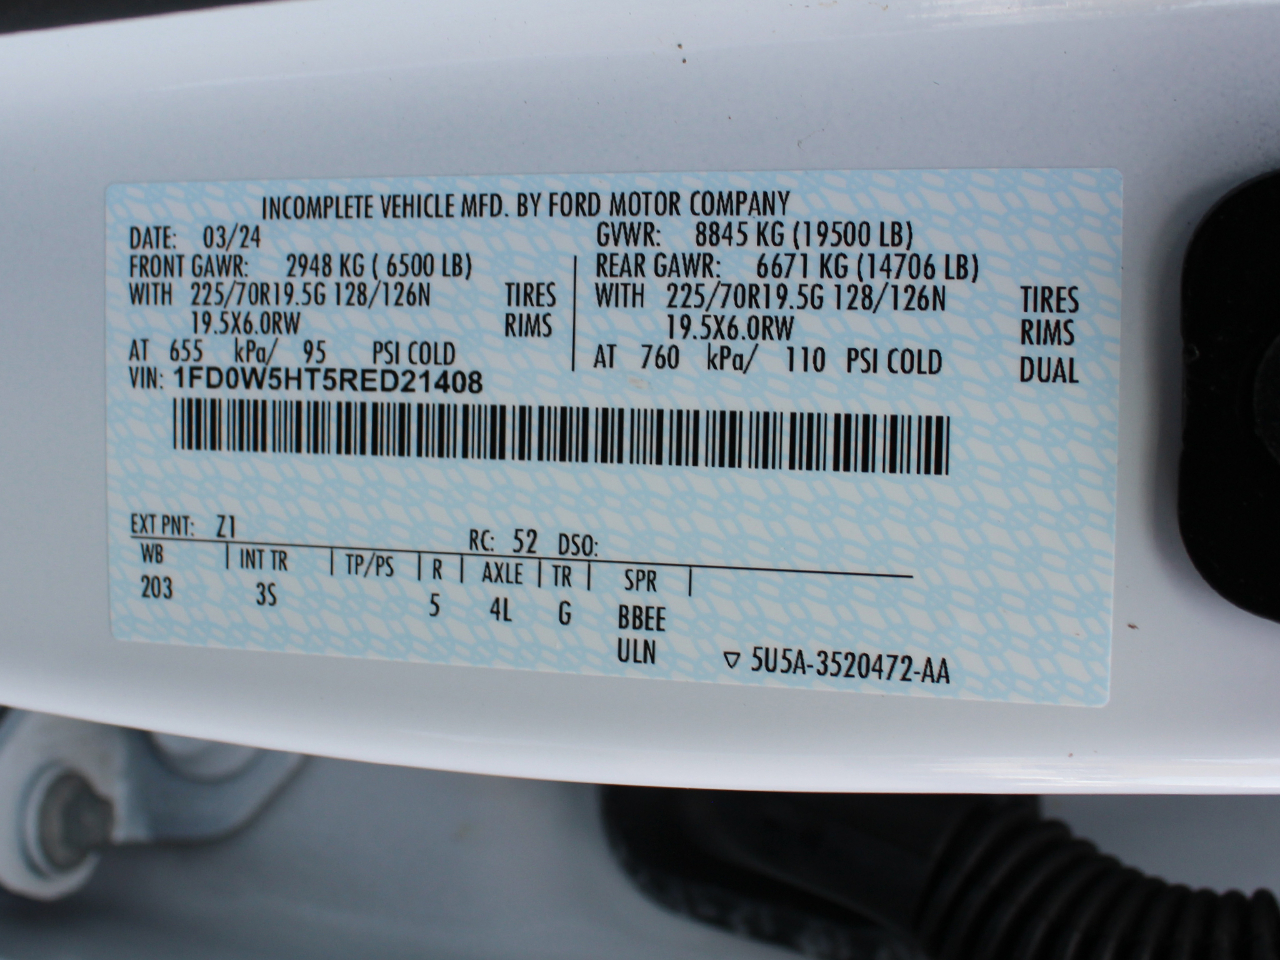 INCOMPLETE VEHICLE MFD. BY FORD MOTOR COMPANY
DATE: 03/24 GVWR: 8845 KG (19500 LB)
FRONT GAWR: 2948 KG ( 6500 LB) REAR GAWR: 6671 KG (14706 LB)
WITH 225/70R19.5G 128/126N TIRES WITH 225/70R19.5G 128/126N TIRES
19.5X6.0RW RIMS 19.5X6.0RW RIMS
AT 655 kPa/ 95 PSI COLD AT 760 kPa/ 110 PSI COLD DUAL
VIN: 1FD0W5HT5RED21408
EXT PNT: Z1 RC: 52 DSO:
WB | INT TR | TP/PS | R | AXLE | TR | SPR |
203 3S 5 4L G BBEE
ULN ▽ 5U5A-3520472-AA